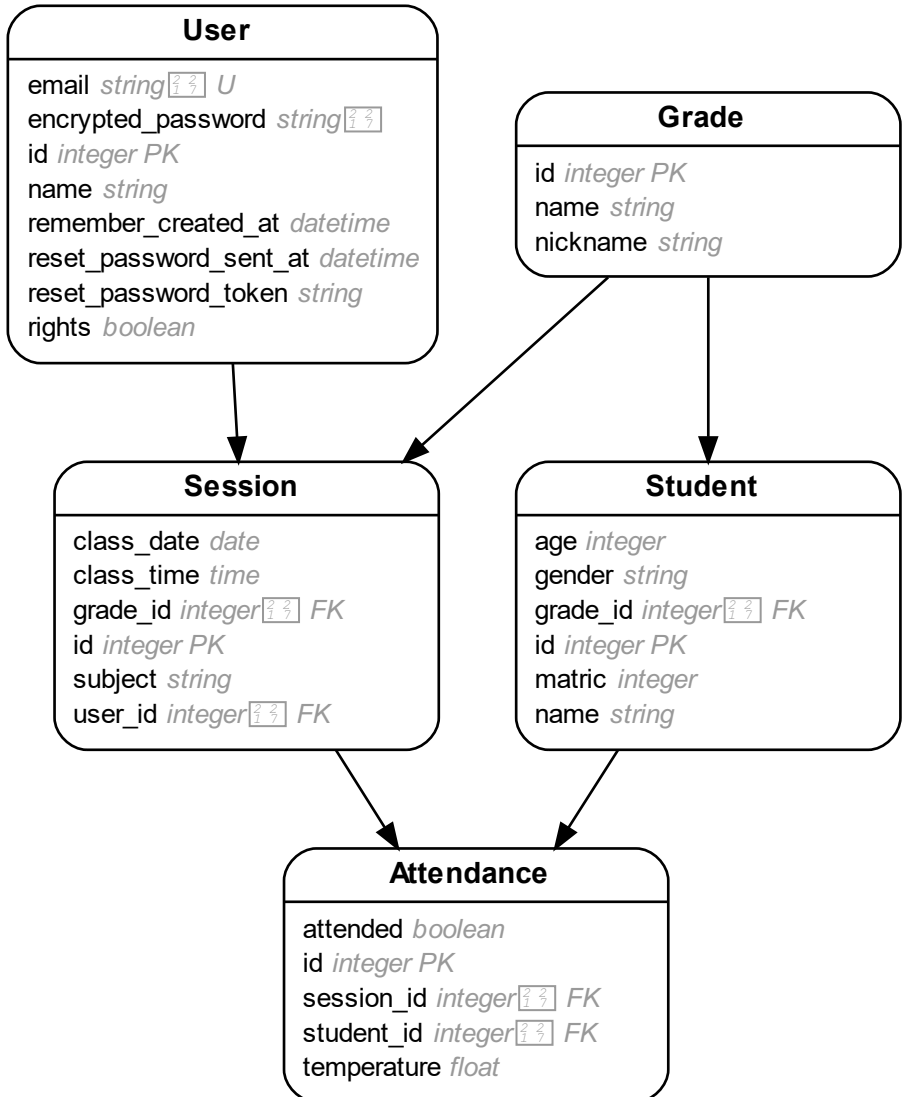 User
email string∗ U
encrypted_password string∗
id integer PK
name string
remember_created_at datetime
reset_password_sent_at datetime
reset_password_token string
rights boolean
Grade
id integer PK
name string
nickname string
Session
class_date date
class_time time
grade_id integer∗ FK
id integer PK
subject string
user_id integer∗ FK
Student
age integer
gender string
grade_id integer∗ FK
id integer PK
matric integer
name string
Attendance
attended boolean
id integer PK
session_id integer∗ FK
student_id integer∗ FK
temperature float